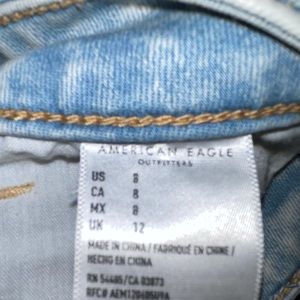 AMERICAN EAGLE
OUTFITTERS
US 8
CA 8
MX 8
UK 12
MADE IN CHINA / FABRIQUÉ EN CHINE /
HECHO EN CHINA
RN 54485/CA 03873